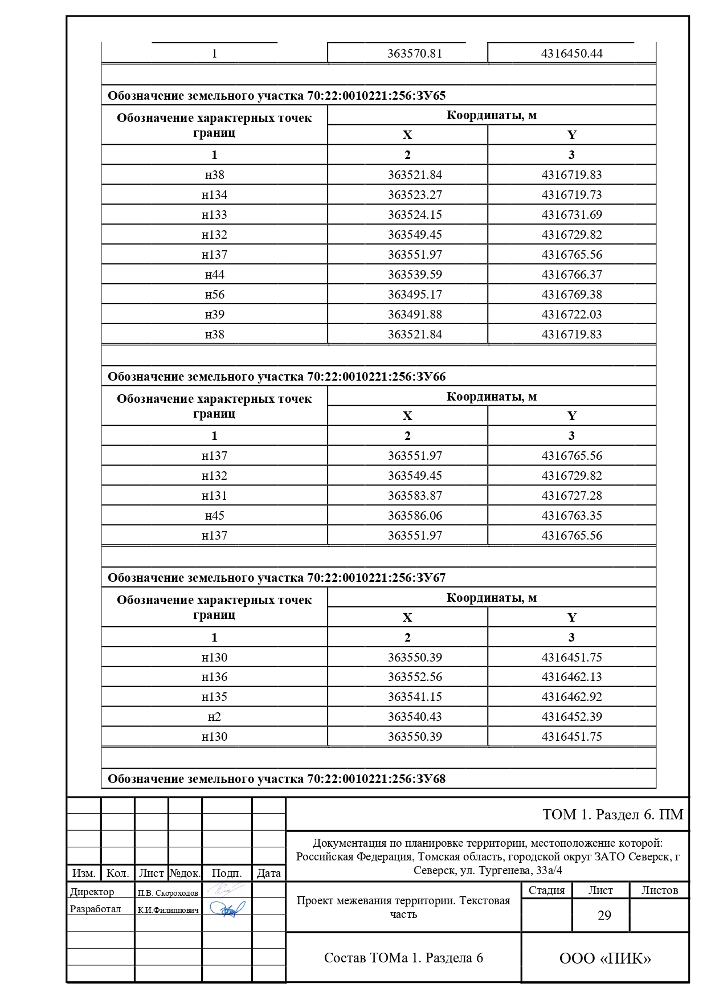 1 363570.81 4316450.44
Обозначение земельного участка 70:22:0010221:256:ЗУ65
Обозначение характерных точек
границ
Координаты, м
X Y
1 2 3
н38 363521.84 4316719.83
н134 363523.27 4316719.73
н133 363524.15 4316731.69
н132 363549.45 4316729.82
н137 363551.97 4316765.56
н44 363539.59 4316766.37
н56 363495.17 4316769.38
н39 363491.88 4316722.03
н38 363521.84 4316719.83
Обозначение земельного участка 70:22:0010221:256:ЗУ66
Обозначение характерных точек
границ
Координаты, м
X Y
1 2 3
н137 363551.97 4316765.56
н132 363549.45 4316729.82
н131 363583.87 4316727.28
н45 363586.06 4316763.35
н137 363551.97 4316765.56
Обозначение земельного участка 70:22:0010221:256:ЗУ67
Обозначение характерных точек
границ
Координаты, м
X Y
1 2 3
н130 363550.39 4316451.75
н136 363552.56 4316462.13
н135 363541.15 4316462.92
н2 363540.43 4316452.39
н130 363550.39 4316451.75
Обозначение земельного участка 70:22:0010221:256:ЗУ68
ТОМ 1. Раздел 6. ПМ
Документация по планировке территории, местоположение которой:
Российская Федерация, Томская область, городской округ ЗАТО Северск, г
Северск, ул. Тургенева, 33а/4
Изм. Кол. Лист №док. Подп. Дата
Директор П.В. Скороходов
Разработал К.И.Филиппович
Проект межевания территории. Текстовая
часть
Стадия Лист Листов
29
Состав ТОМа 1. Раздела 6
ООО «ПИК»